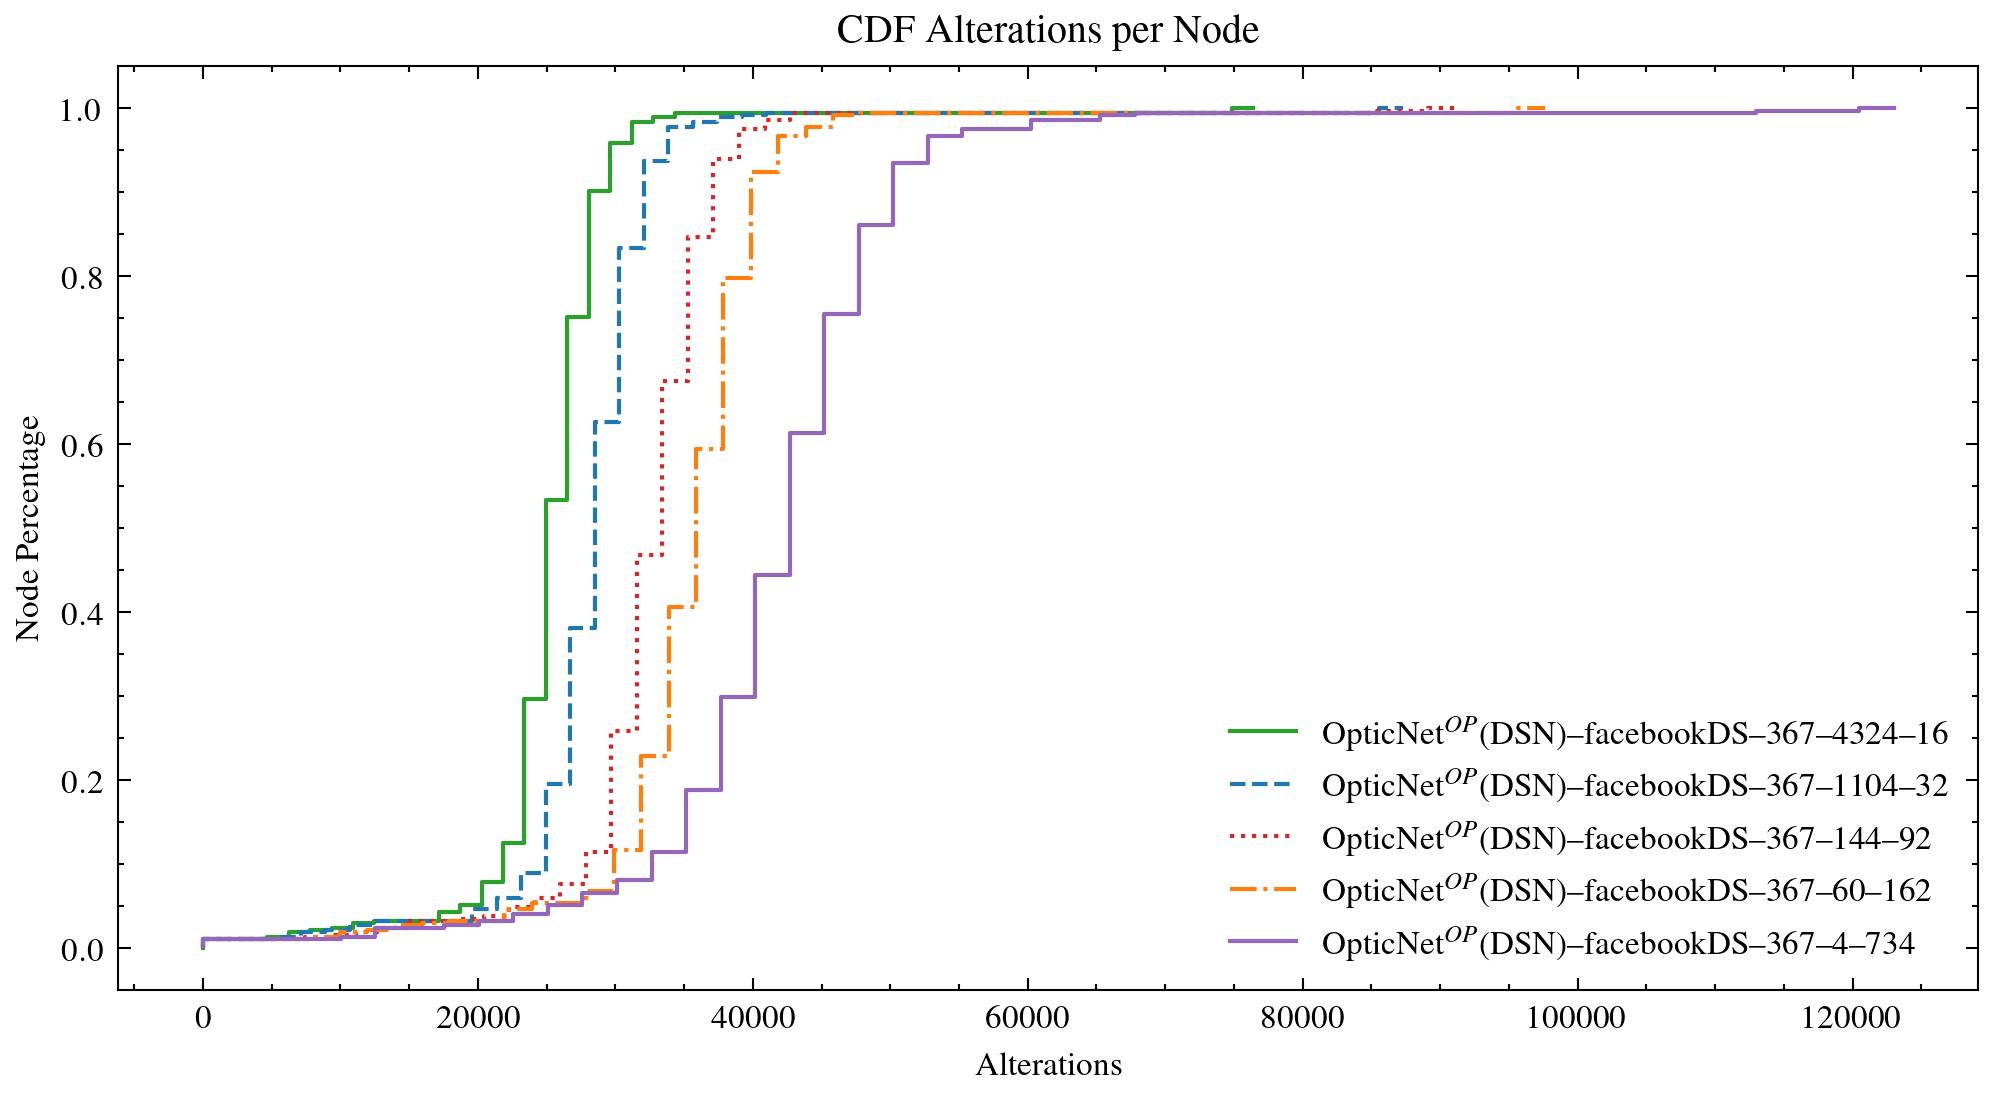 CDF Alterations per Node
1.0
0.8
0.6
0.4
0.2
0.0
Node Percentage
OpticNet^OP(DSN)–facebookDS–367–4324–16
OpticNet^OP(DSN)–facebookDS–367–1104–32
OpticNet^OP(DSN)–facebookDS–367–144–92
OpticNet^OP(DSN)–facebookDS–367–60–162
OpticNet^OP(DSN)–facebookDS–367–4–734
0 20000 40000 60000 80000 100000 120000
Alterations